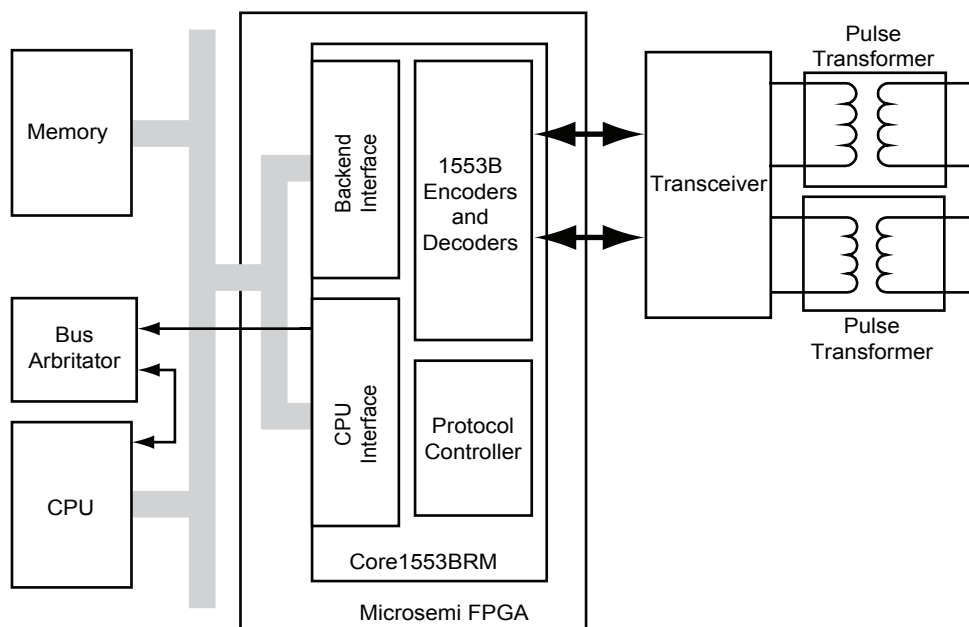 Memory
Bus
Arbritator
CPU
Backend
Interface
CPU
Interface
1553B
Encoders
and
Decoders
Protocol
Controller
Core1553BRM
Microsemi FPGA
Transceiver
Pulse
Transformer
Pulse
Transformer